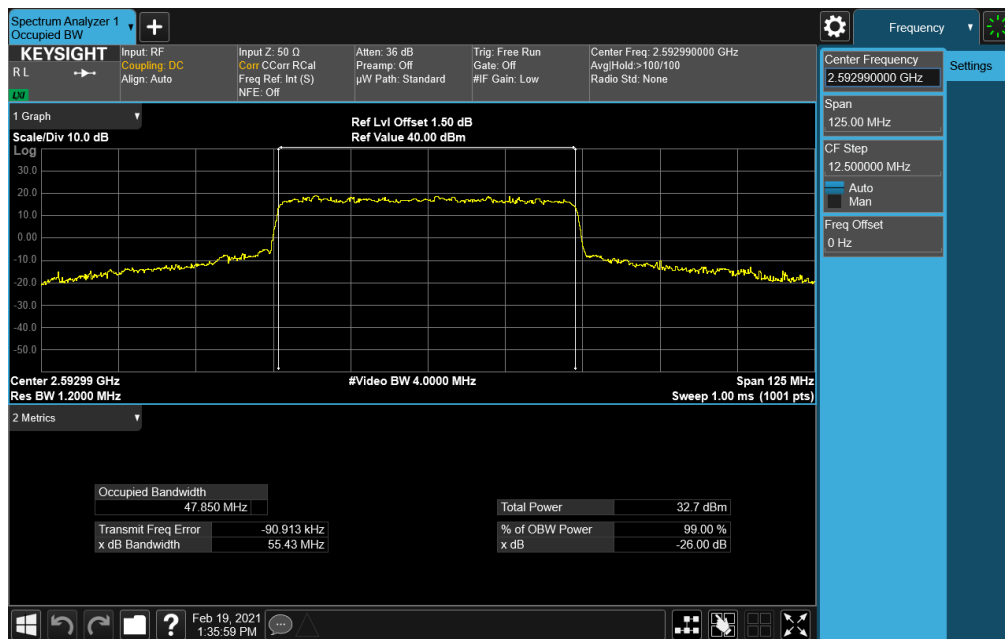 Spectrum Analyzer 1
Occupied BW
Frequency
KEYSIGHT
R L
LXI
Input: RF
Coupling: DC
Align: Auto
Input Z: 50 Ω
Corr CCorr RCal
Freq Ref: Int (S)
NFE: Off
Atten: 36 dB
Preamp: Off
µW Path: Standard
Trig: Free Run
Gate: Off
#IF Gain: Low
Center Freq: 2.592990000 GHz
Avg|Hold:>100/100
Radio Std: None
Center Frequency
2.592990000 GHz
Settings
Span
125.00 MHz
CF Step
12.500000 MHz
Auto
Man
Freq Offset
0 Hz
1 Graph
Scale/Div 10.0 dB
Ref Lvl Offset 1.50 dB
Ref Value 40.00 dBm
Log
30.0
20.0
10.0
0.00
-10.0
-20.0
-30.0
-40.0
-50.0
Center 2.59299 GHz
#Video BW 4.0000 MHz
Span 125 MHz
Res BW 1.2000 MHz
Sweep 1.00 ms (1001 pts)
2 Metrics
Occupied Bandwidth
47.850 MHz
Total Power 32.7 dBm
Transmit Freq Error -90.913 kHz
% of OBW Power 99.00 %
x dB Bandwidth 55.43 MHz
x dB -26.00 dB
?
Feb 19, 2021
1:35:59 PM